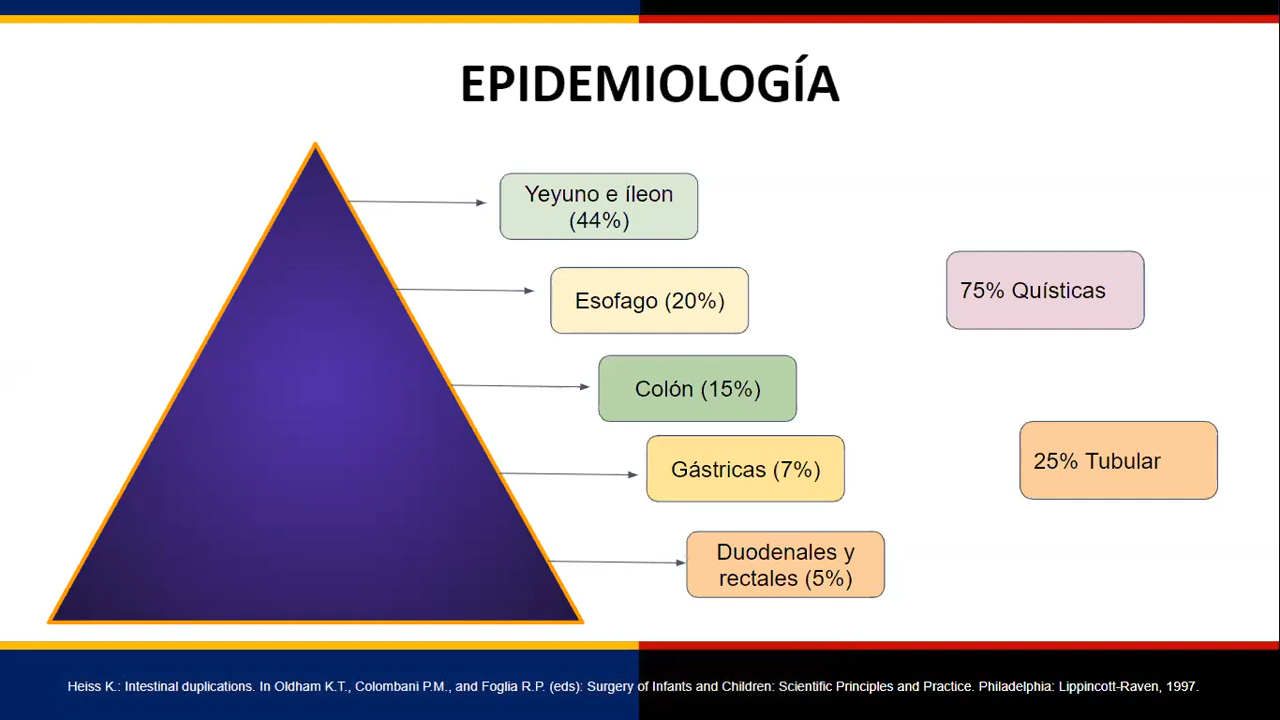 EPIDEMIOLOGÍA
Yeyuno e íleon
(44%)
Esofago (20%)
Colón (15%)
Gástricas (7%)
Duodenales y
rectales (5%)
75% Quísticas
25% Tubular
Heiss K.: Intestinal duplications. In Oldham K.T., Colombani P.M., and Foglia R.P. (eds): Surgery of Infants and Children: Scientific Principles and Practice. Philadelphia: Lippincott-Raven, 1997.